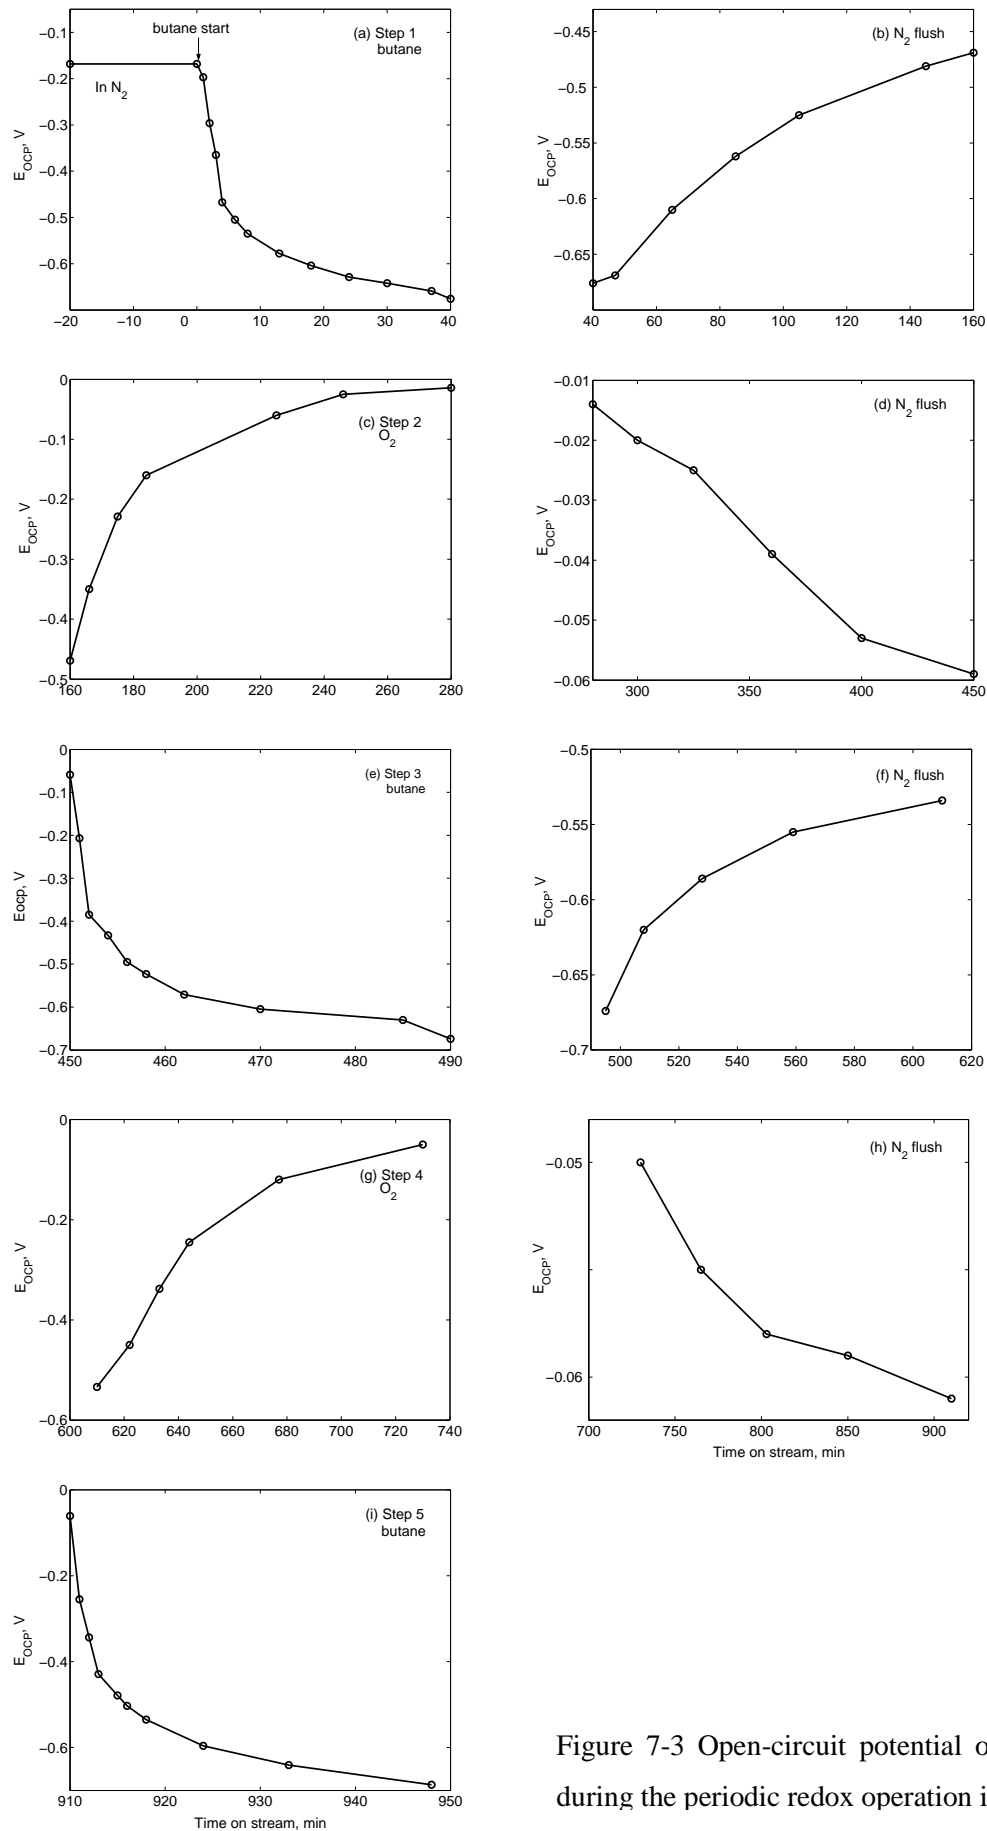 butane start
(a) Step 1
butane
In N2
EOCP, V
−0.1
−0.2
−0.3
−0.4
−0.5
−0.6
−20 −10 0 10 20 30 40
(b) N2 flush
EOCP, V
−0.45
−0.5
−0.55
−0.6
−0.65
40 60 80 100 120 140 160
(c) Step 2
O2
EOCP, V
0
−0.1
−0.2
−0.3
−0.4
−0.5
160 180 200 220 240 260 280
(d) N2 flush
EOCP, V
−0.01
−0.02
−0.03
−0.04
−0.05
−0.06
300 350 400 450
(e) Step 3
butane
Eocp, V
0
−0.1
−0.2
−0.3
−0.4
−0.5
−0.6
−0.7
450 460 470 480 490
(f) N2 flush
EOCP, V
−0.5
−0.55
−0.6
−0.65
−0.7
500 520 540 560 580 600 620
(g) Step 4
O2
EOCP, V
0
−0.2
−0.4
−0.6
600 620 640 660 680 700 720 740
(h) N2 flush
EOCP, V
−0.05
−0.06
700 750 800 850 900
Time on stream, min
(i) Step 5
butane
EOCP, V
0
−0.2
−0.4
−0.6
910 920 930 940 950
Time on stream, min
Figure 7-3 Open-circuit potential o
during the periodic redox operation i